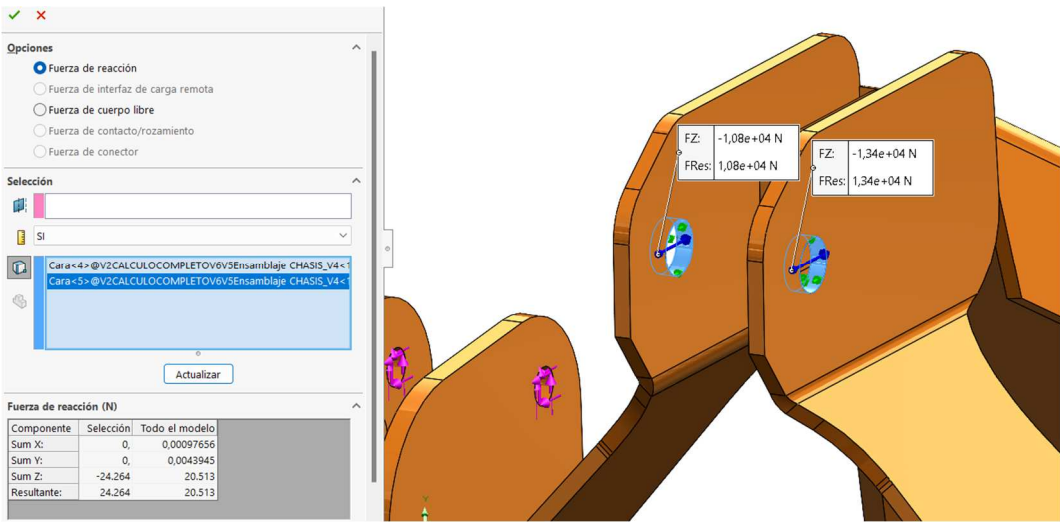 Opciones
Fuerza de reacción
Fuerza de interfaz de carga remota
Fuerza de cuerpo libre
Fuerza de contacto/rozamiento
Fuerza de conector
Selección
SI
Cara<4>@V2CALCULOCOMPLETOV6V5Ensamblaje CHASIS_V4<1
Cara<5>@V2CALCULOCOMPLETOV6V5Ensamblaje CHASIS_V4<1
Actualizar
Fuerza de reacción (N)
Componente Selección Todo el modelo
Sum X: 0, 0,00097656
Sum Y: 0, 0,0043945
Sum Z: -24.264 20.513
Resultante: 24.264 20.513
FZ: -1,08e+04 N
FRes: 1,08e+04 N
FZ: -1,34e+04 N
FRes: 1,34e+04 N
Y